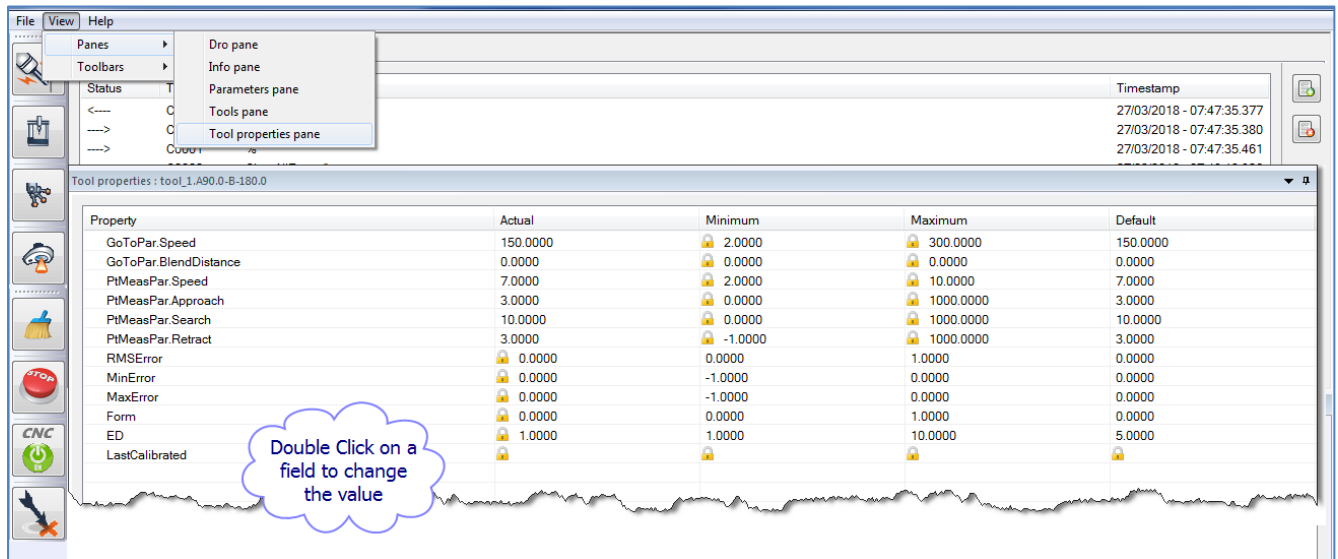 File View Help
Panes
Toolbars
Dro pane
Info pane
Parameters pane
Tools pane
Tool properties pane
Status T Timestamp
<---- C 27/03/2018 - 07:47:35.377
----> C 27/03/2018 - 07:47:35.380
----> C0001 % 27/03/2018 - 07:47:35.461
Tool properties : tool_1.A90.0-B-180.0
Property Actual Minimum Maximum Default
GoToPar.Speed 150.0000 2.0000 300.0000 150.0000
GoToPar.BlendDistance 0.0000 0.0000 0.0000 0.0000
PtMeasPar.Speed 7.0000 2.0000 10.0000 7.0000
PtMeasPar.Approach 3.0000 0.0000 1000.0000 3.0000
PtMeasPar.Search 10.0000 0.0000 1000.0000 10.0000
PtMeasPar.Retract 3.0000 -1.0000 1000.0000 3.0000
RMSError 0.0000 0.0000 1.0000 0.0000
MinError 0.0000 -1.0000 0.0000 0.0000
MaxError 0.0000 -1.0000 0.0000 0.0000
Form 0.0000 0.0000 1.0000 0.0000
ED 1.0000 1.0000 10.0000 5.0000
LastCalibrated
Double Click on a
field to change
the value
STOP
CNC
ON